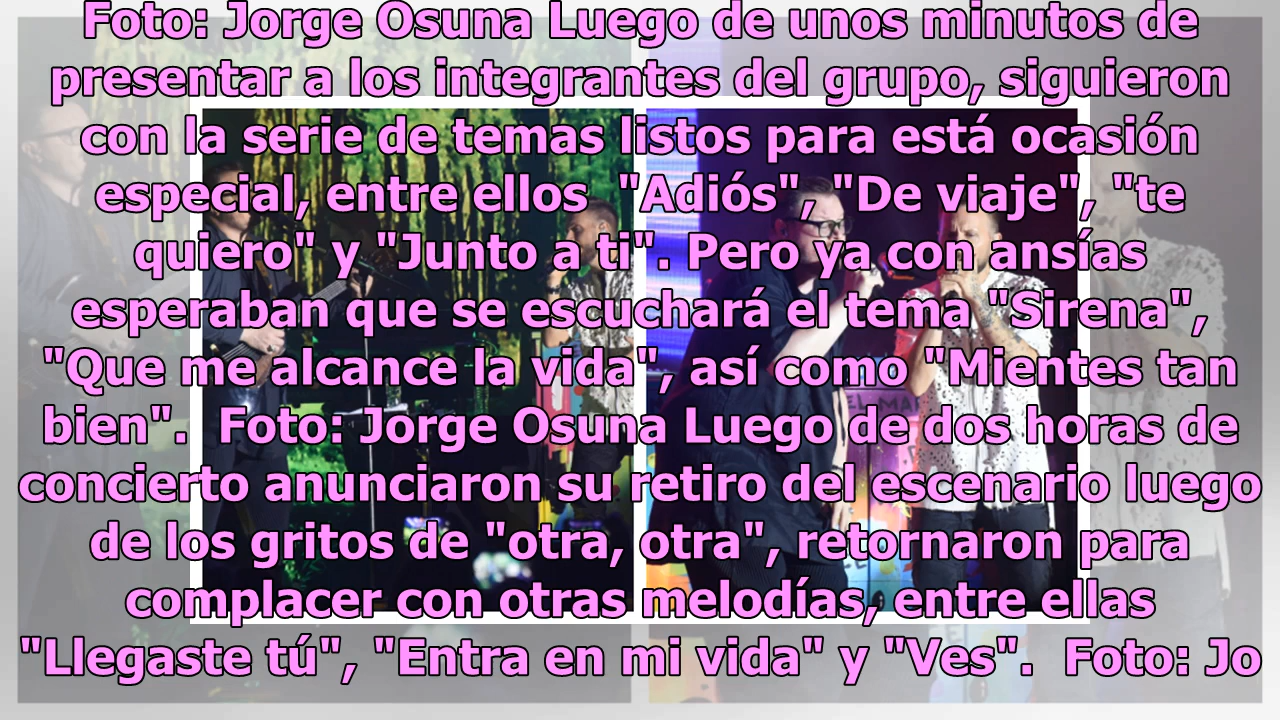 Foto: Jorge Osuna Luego de unos minutos de
presentar a los integrantes del grupo, siguieron
con la serie de temas listos para está ocasión
especial, entre ellos  "Adiós", "De viaje",  "te
quiero" y "Junto a ti". Pero ya con ansías
esperaban que se escuchará el tema "Sirena",
"Que me alcance la vida", así como "Mientes tan
bien".  Foto: Jorge Osuna Luego de dos horas de
concierto anunciaron su retiro del escenario luego
de los gritos de "otra, otra", retornaron para
complacer con otras melodías, entre ellas
"Llegaste tú", "Entra en mi vida" y "Ves".  Foto: Jo